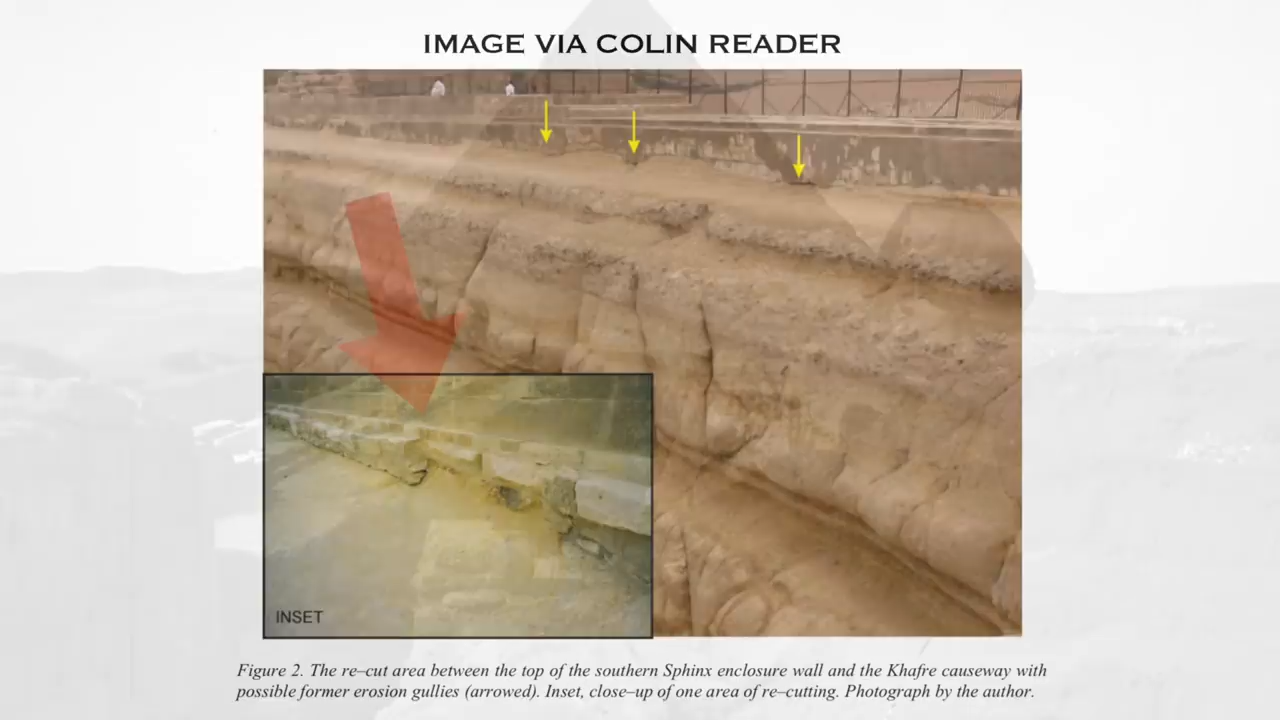 IMAGE VIA COLIN READER
INSET
Figure 2. The re–cut area between the top of the southern Sphinx enclosure wall and the Khafre causeway with
possible former erosion gullies (arrowed). Inset, close–up of one area of re–cutting. Photograph by the author.